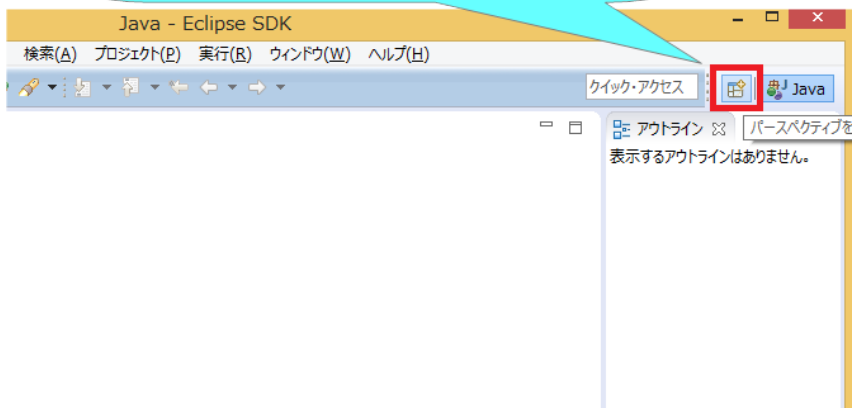 Java - Eclipse SDK
検索(A) プロジェクト(P) 実行(R) ウィンドウ(W) ヘルプ(H)
クイック・アクセス Java
アウトライン パースペクティブを
表示するアウトラインはありません。